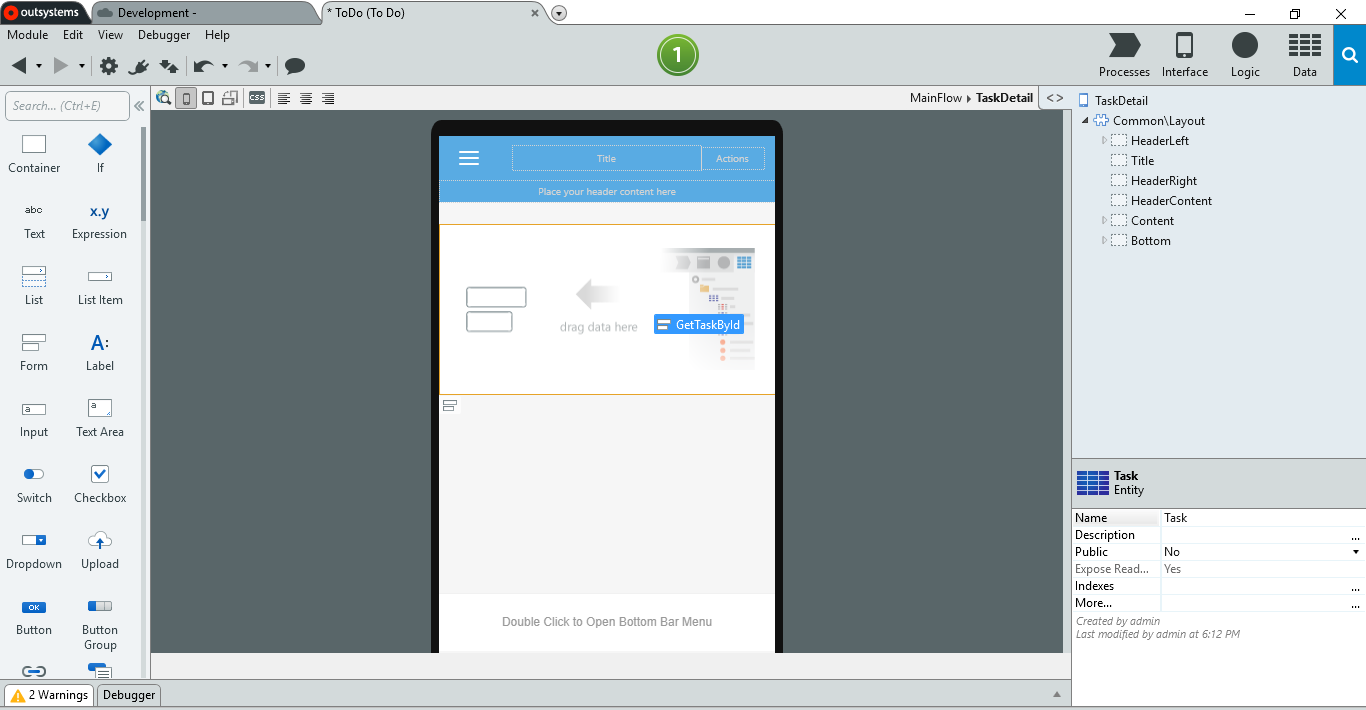 outsystems
Development -
* ToDo (To Do)
Module Edit View Debugger Help
1
Processes Interface Logic Data
Search... (Ctrl+E)
CSS
MainFlow TaskDetail
< >
Container If
abc
x.y
Text Expression
List List Item
A:
Form Label
a
a
Input Text Area
Switch Checkbox
Dropdown Upload
OK
Button Button
Group
Title Actions
Place your header content here
drag data here
GetTaskById
Double Click to Open Bottom Bar Menu
TaskDetail
Common\Layout
HeaderLeft
Title
HeaderRight
HeaderContent
Content
Bottom
Task
Entity
Name Task
Description ...
Public No
Expose Read... Yes
Indexes ...
More... ...
Created by admin
Last modified by admin at 6:12 PM
2 Warnings Debugger